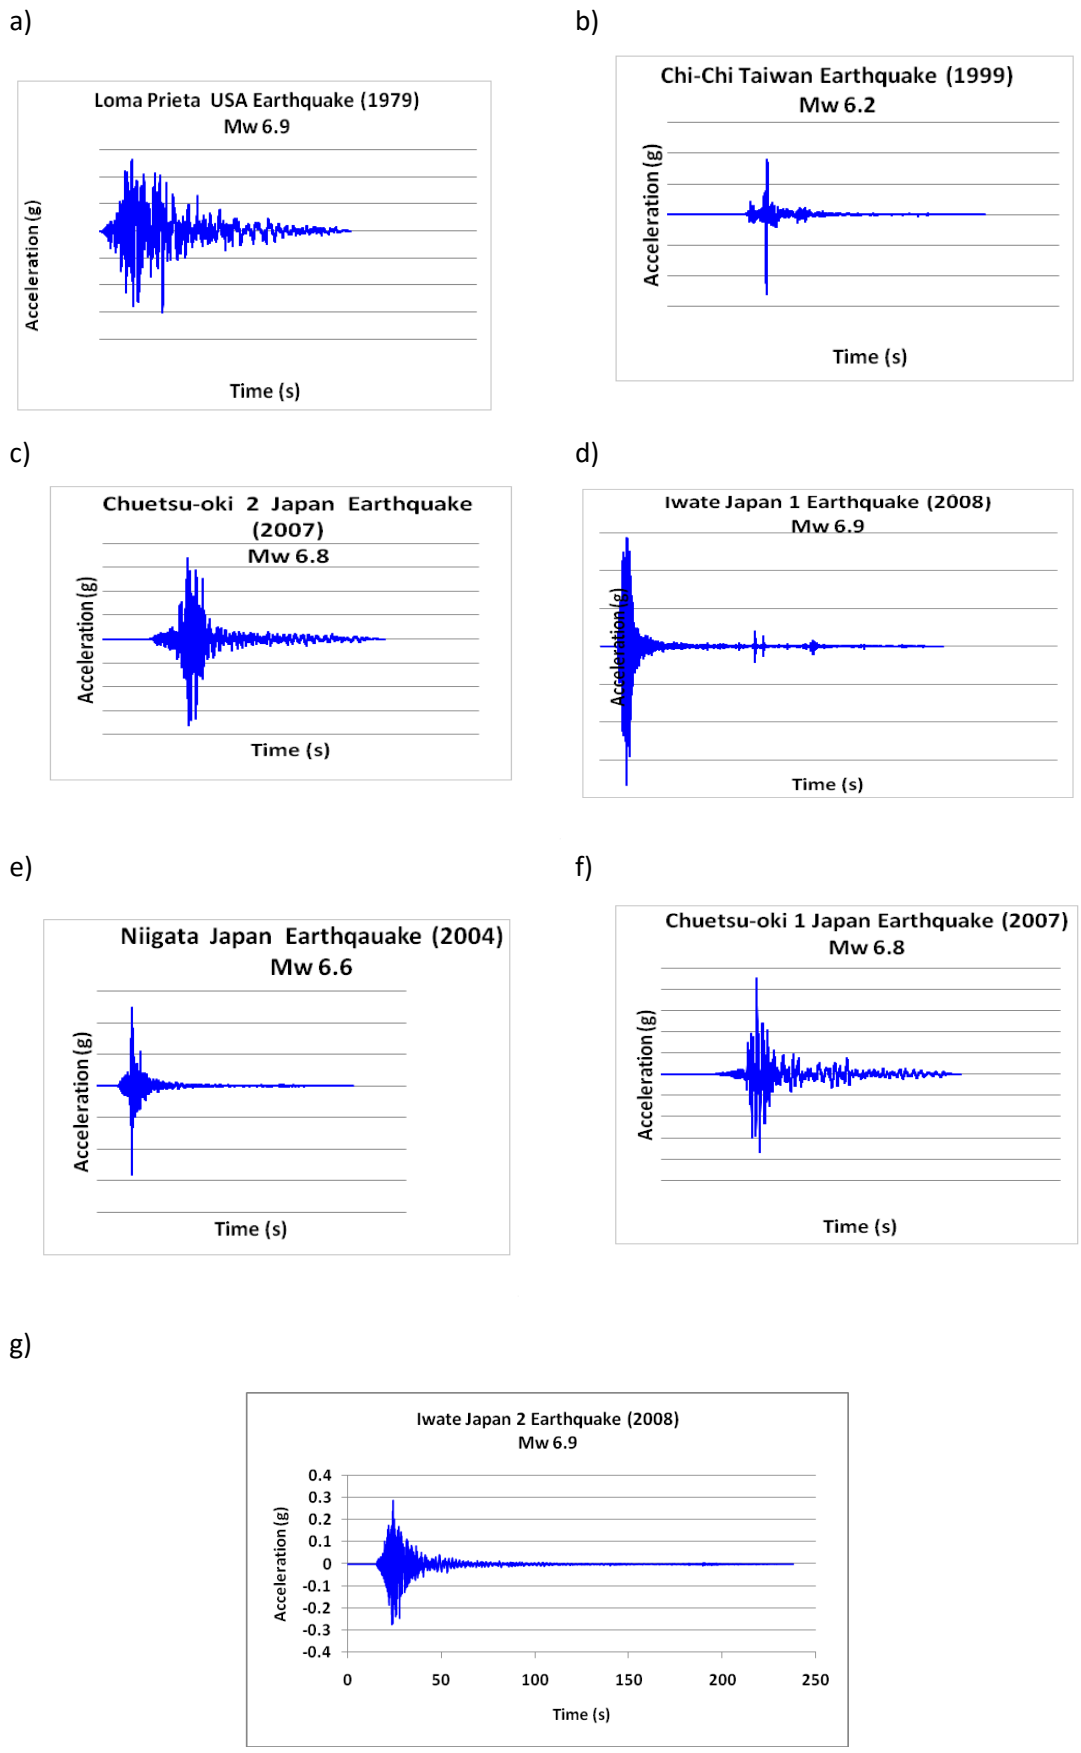 a)
b)
Loma Prieta USA Earthquake (1979)
Mw 6.9
Acceleration (g)
Time (s)
Chi-Chi Taiwan Earthquake (1999)
Mw 6.2
Acceleration (g)
Time (s)
c)
d)
Chuetsu-oki 2 Japan Earthquake
(2007)
Mw 6.8
Acceleration (g)
Time (s)
Iwate Japan 1 Earthquake (2008)
Mw 6.9
Acceleration (g)
Time (s)
e)
f)
Niigata Japan Earthqauake (2004)
Mw 6.6
Acceleration (g)
Time (s)
Chuetsu-oki 1 Japan Earthquake (2007)
Mw 6.8
Acceleration (g)
Time (s)
g)
Iwate Japan 2 Earthquake (2008)
Mw 6.9
Acceleration (g)
0.4
0.3
0.2
0.1
0
-0.1
-0.2
-0.3
-0.4
0 50 100 150 200 250
Time (s)